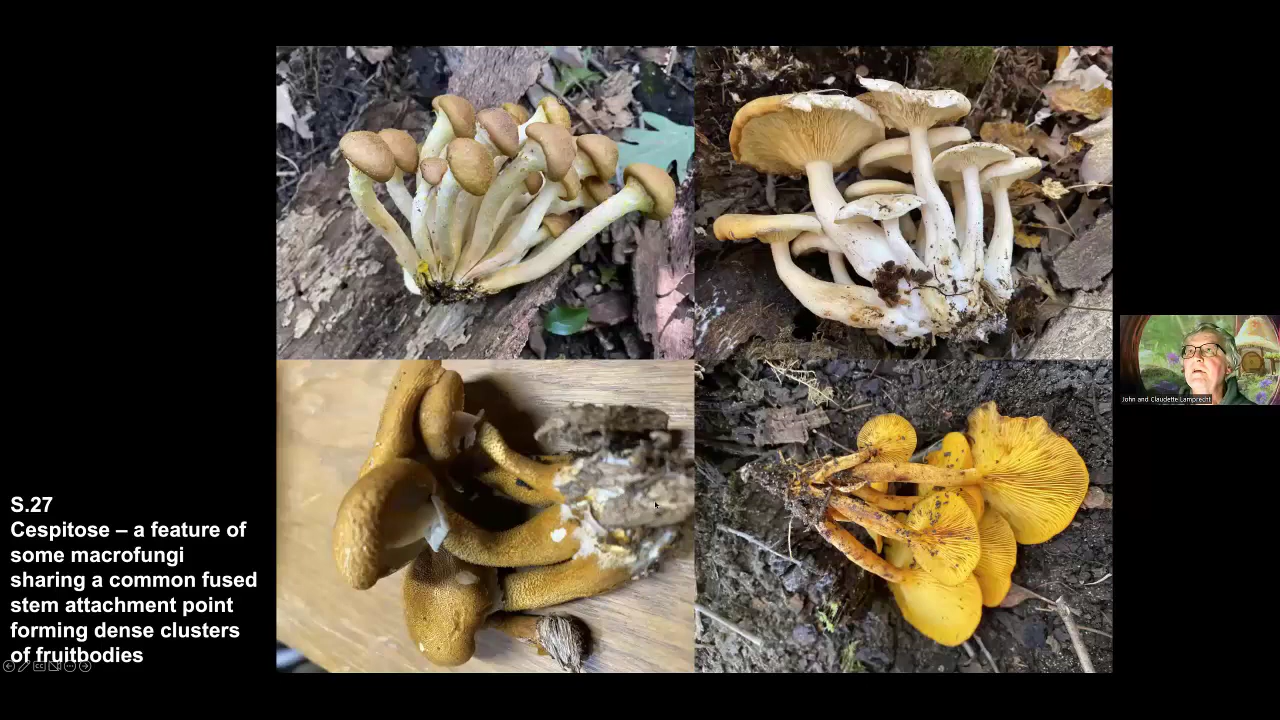 S.27
Cespitose – a feature of
some macrofungi
sharing a common fused
stem attachment point
forming dense clusters
of fruitbodies
John and Claudette Lamprecht